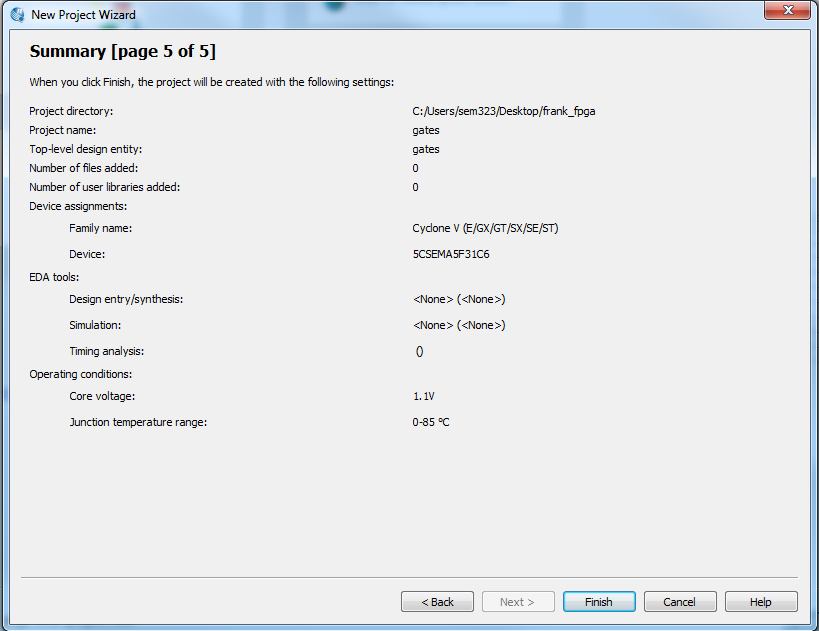 New Project Wizard
Summary [page 5 of 5]
When you click Finish, the project will be created with the following settings:
Project directory: C:/Users/sem323/Desktop/frank_fpga
Project name: gates
Top-level design entity: gates
Number of files added: 0
Number of user libraries added: 0
Device assignments:
Family name: Cyclone V (E/GX/GT/SX/SE/ST)
Device: 5CSEMA5F31C6
EDA tools:
Design entry/synthesis: <None> (<None>)
Simulation: <None> (<None>)
Timing analysis: ()
Operating conditions:
Core voltage: 1.1V
Junction temperature range: 0-85 ºC
< Back Next > Finish Cancel Help